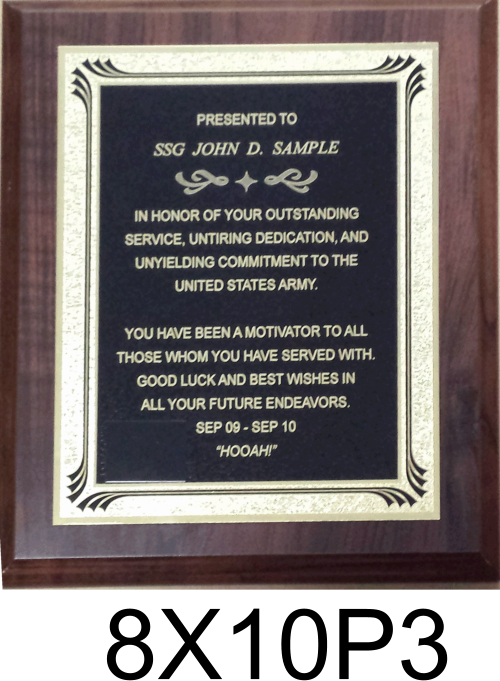 PRESENTED TO
SSG JOHN D. SAMPLE
IN HONOR OF YOUR OUTSTANDING
SERVICE, UNTIRING DEDICATION, AND
UNYIELDING COMMITMENT TO THE
UNITED STATES ARMY.
YOU HAVE BEEN A MOTIVATOR TO ALL
THOSE WHOM YOU HAVE SERVED WITH.
GOOD LUCK AND BEST WISHES IN
ALL YOUR FUTURE ENDEAVORS.
SEP 09 - SEP 10
“HOOAH!”
8X10P3